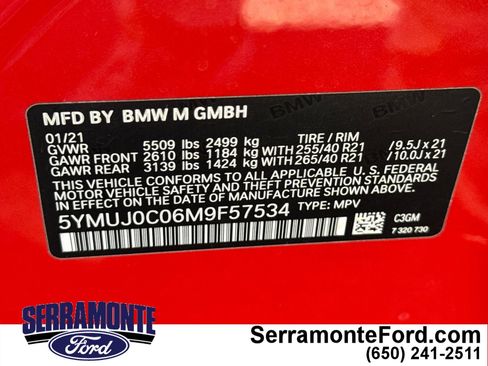 MFD BY BMW M GMBH
01/21
GVWR 5509 lbs 2499 kg TIRE / RIM
GAWR FRONT 2610 lbs 1184 kg WITH 255/40 R21 / 9.5J x 21
GAWR REAR 3139 lbs 1424 kg WITH 265/40 R21 / 10.0J x 21
THIS VEHICLE CONFORMS TO ALL APPLICABLE FEDERAL
MOTOR VEHICLE SAFETY AND THEFT PREVENTION STANDARDS
IN EFFECT ON THE DATE OF MANUFACTURE SHOWN ABOVE.
5YMUJ0C06M9F57534 TYPE: MPV
C3GM
7 320 730
SERRAMONTE
Ford
SerramonteFord.com
(650) 241-2511